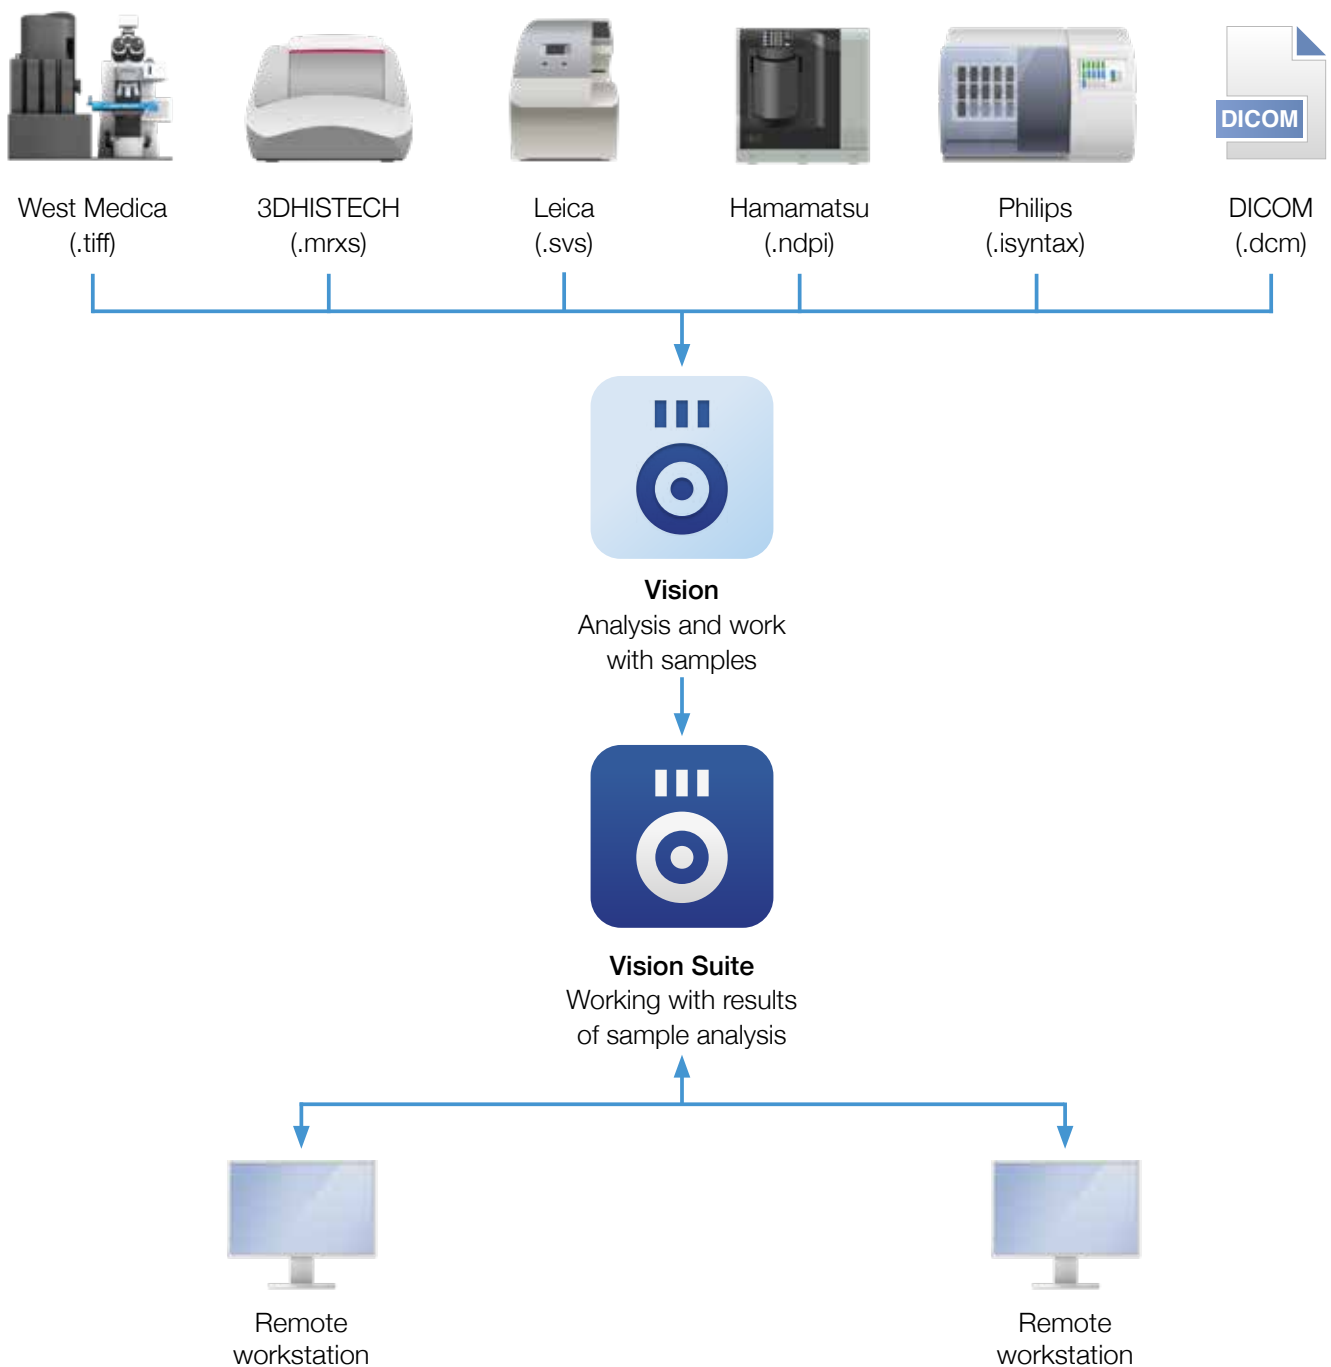 DICOM
West Medica
(.tiff)
3DHISTECH
(.mrxs)
Leica
(.svs)
Hamamatsu
(.ndpi)
Philips
(.isyntax)
DICOM
(.dcm)
Vision
Analysis and work
with samples
Vision Suite
Working with results
of sample analysis
Remote
workstation
Remote
workstation